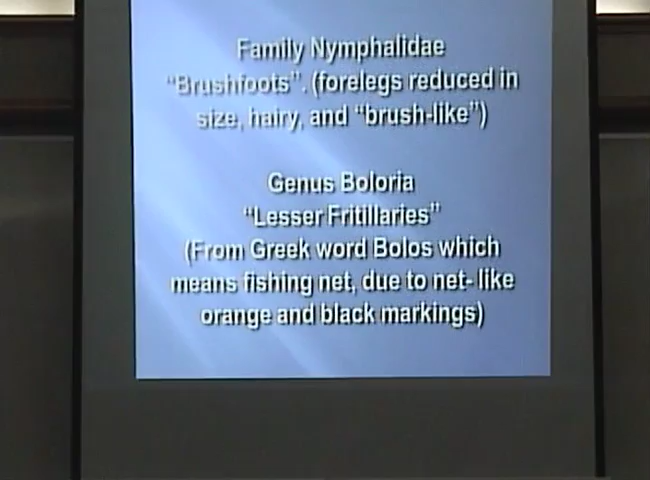 Family Nymphalidae
"Brushfoots". (forelegs reduced in
size, hairy, and "brush-like")
Genus Boloria
"Lesser Fritillaries"
(From Greek word Bolos which
means fishing net, due to net- like
orange and black markings)